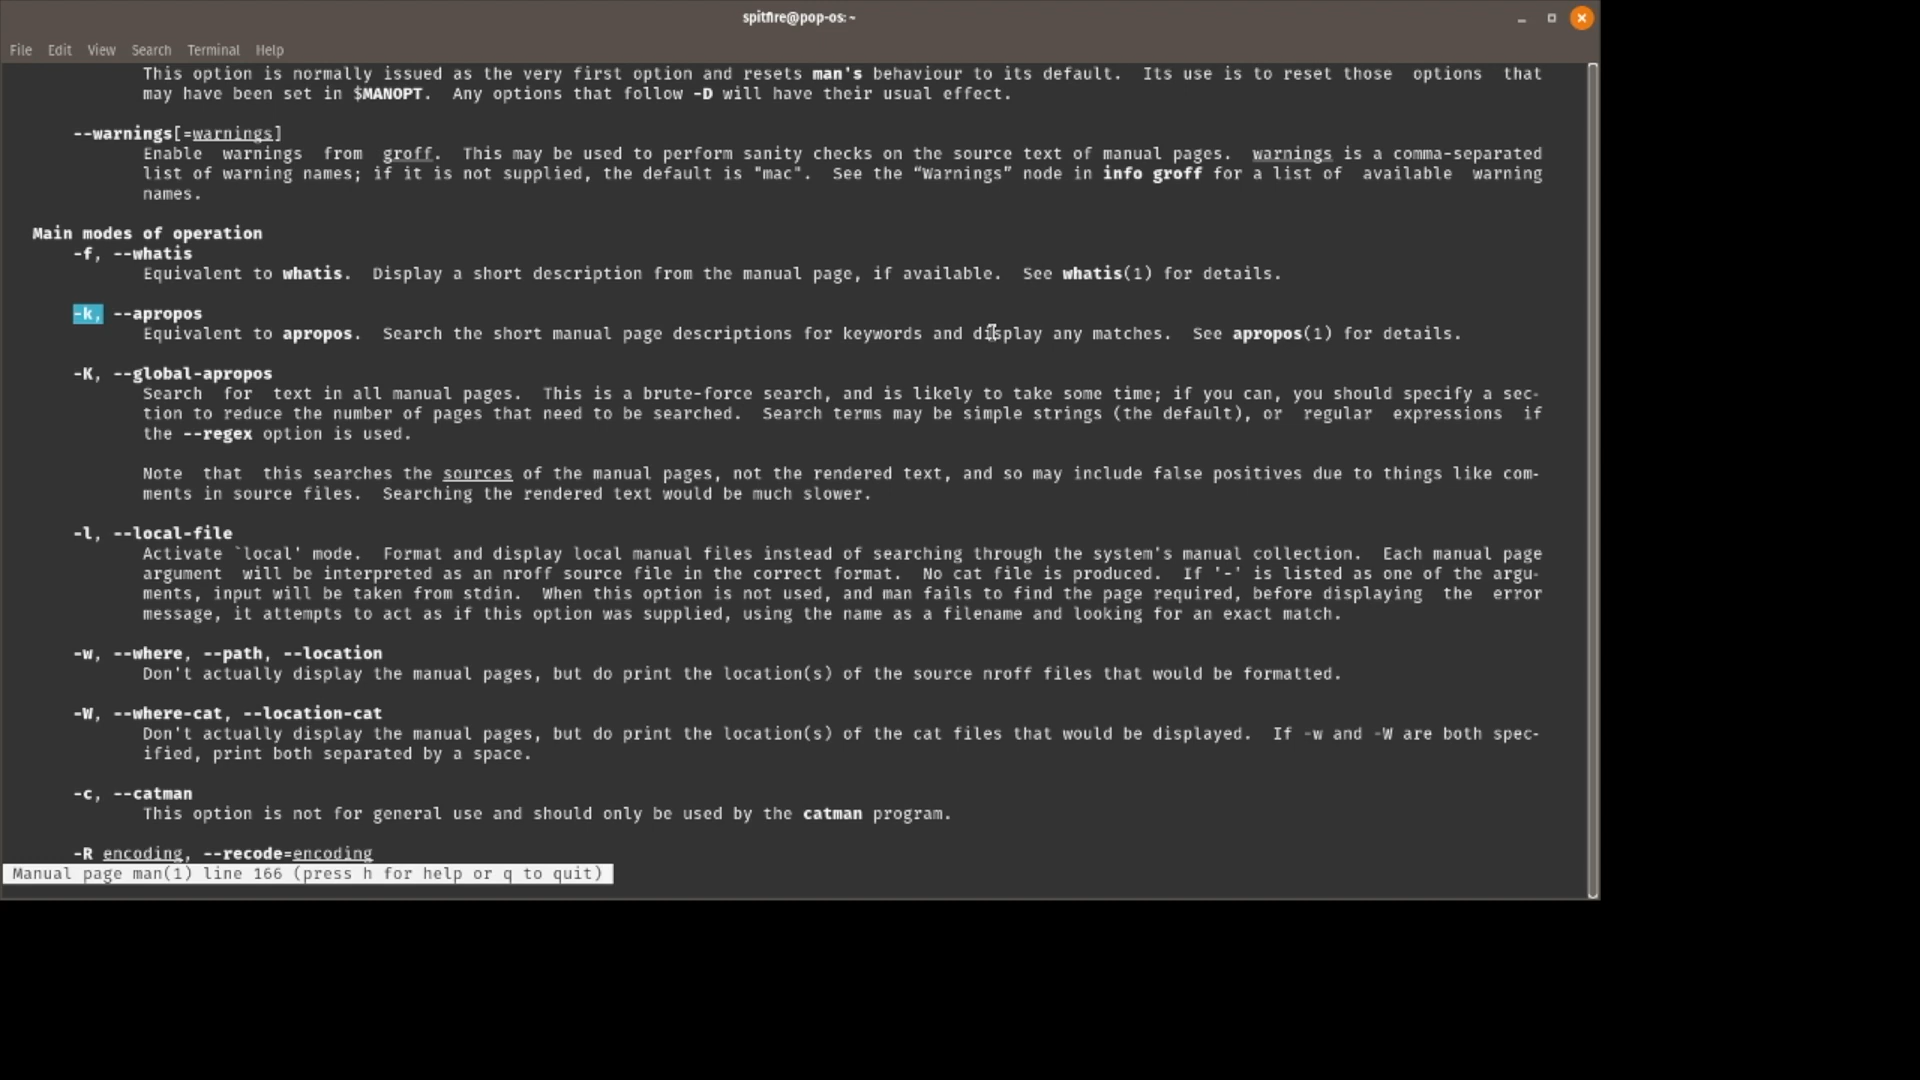 spitfire@pop-os: ~
File Edit View Search Terminal Help
This option is normally issued as the very first option and resets man's behaviour to its default. Its use is to reset those options that
may have been set in $MANOPT. Any options that follow -D will have their usual effect.
--warnings[=warnings]
Enable warnings from groff. This may be used to perform sanity checks on the source text of manual pages. warnings is a comma-separated
list of warning names; if it is not supplied, the default is "mac". See the “Warnings” node in info groff for a list of available warning
names.
Main modes of operation
-f, --whatis
Equivalent to whatis. Display a short description from the manual page, if available. See whatis(1) for details.
-k, --apropos
Equivalent to apropos. Search the short manual page descriptions for keywords and display any matches. See apropos(1) for details.
-K, --global-apropos
Search for text in all manual pages. This is a brute-force search, and is likely to take some time; if you can, you should specify a sec-
tion to reduce the number of pages that need to be searched. Search terms may be simple strings (the default), or regular expressions if
the --regex option is used.
Note that this searches the sources of the manual pages, not the rendered text, and so may include false positives due to things like com-
ments in source files. Searching the rendered text would be much slower.
-l, --local-file
Activate `local' mode. Format and display local manual files instead of searching through the system's manual collection. Each manual page
argument will be interpreted as an nroff source file in the correct format. No cat file is produced. If '-' is listed as one of the argu-
ments, input will be taken from stdin. When this option is not used, and man fails to find the page required, before displaying the error
message, it attempts to act as if this option was supplied, using the name as a filename and looking for an exact match.
-w, --where, --path, --location
Don't actually display the manual pages, but do print the location(s) of the source nroff files that would be formatted.
-W, --where-cat, --location-cat
Don't actually display the manual pages, but do print the location(s) of the cat files that would be displayed. If -w and -W are both spec-
ified, print both separated by a space.
-c, --catman
This option is not for general use and should only be used by the catman program.
-R encoding, --recode=encoding
Manual page man(1) line 166 (press h for help or q to quit)